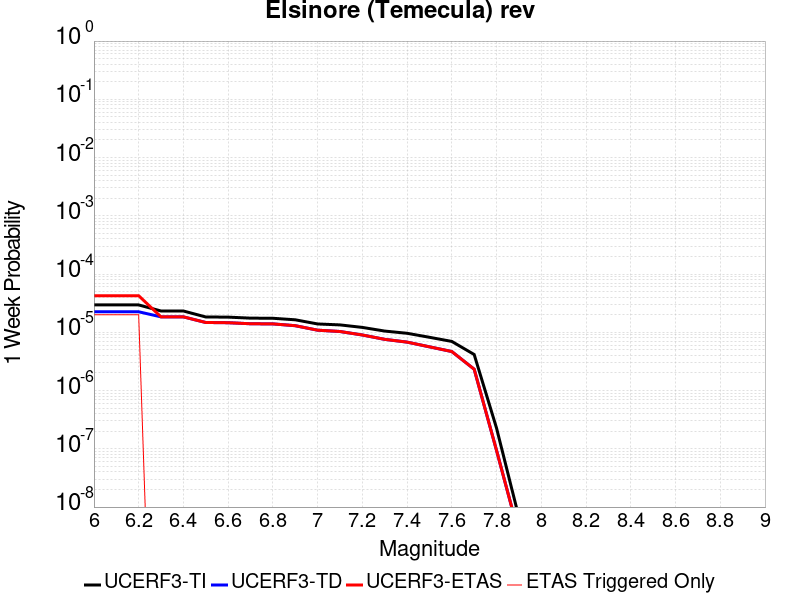 Elsinore (Temecula) rev
1 Week Probability
10^0
10^-1
10^-2
10^-3
10^-4
10^-5
10^-6
10^-7
10^-8
6 6.2 6.4 6.6 6.8 7 7.2 7.4 7.6 7.8 8 8.2 8.4 8.6 8.8 9
Magnitude
UCERF3-TI UCERF3-TD UCERF3-ETAS ETAS Triggered Only